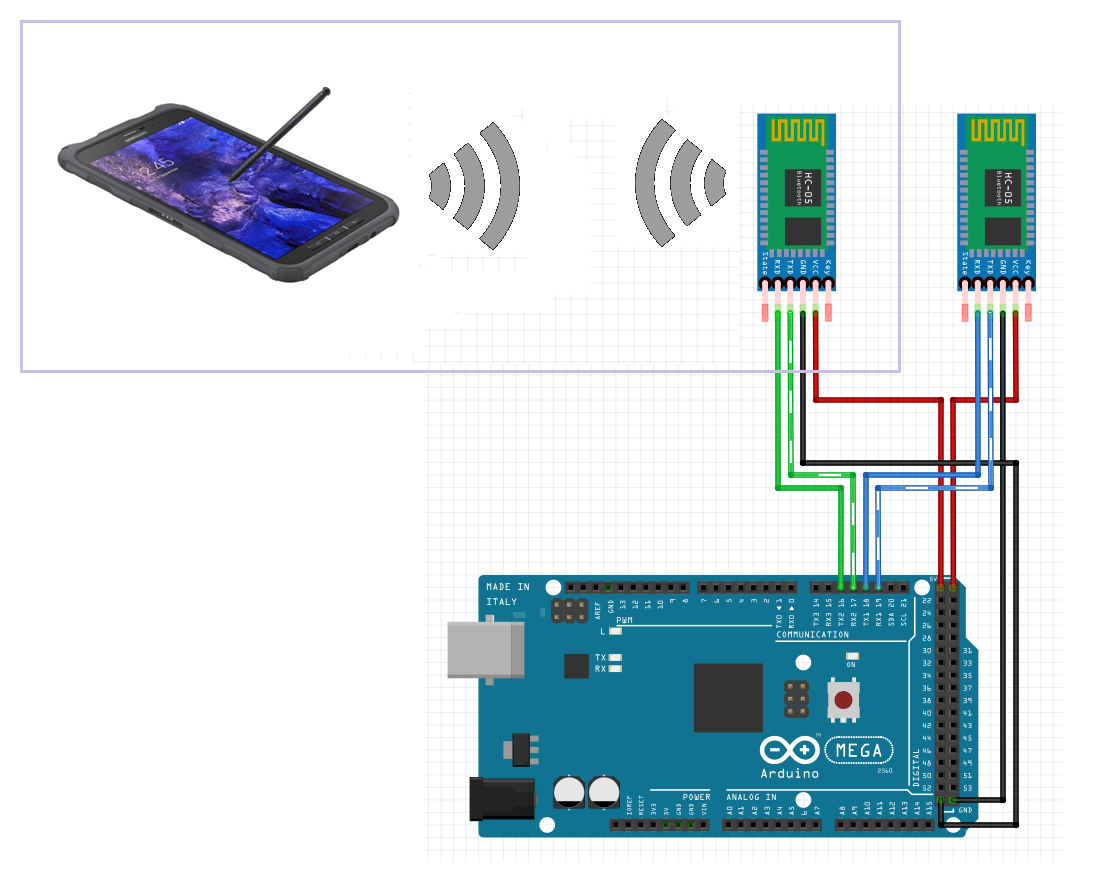 SAMSUNG
12:45
HC-05
Bluetooth
HC-05
Bluetooth
State RXD TXD GND VCC Key
State RXD TXD GND VCC Key
MADE IN
ITALY
AREF GND 13 12 11 10 9 8
7 6 5 4 3 2 TX0 ▶ 1 RX0 ◀ 0
TX3 14 RX3 15 TX2 16 RX2 17 TX1 18 RX1 19 SDA 20 SCL 21
5V
PWM
COMMUNICATION
L
TX
RX
ON
22
24
26
28
30 31
32 33
34 35
36 37
38 39
40 41
42 43
44 45
46 47
48 49
50 51
52 53
GND
DIGITAL
TM
MEGA
Arduino
2560
POWER
ANALOG IN
IOREF RESET 3V3 5V GND GND VIN
A0 A1 A2 A3 A4 A5 6 A7
A8 A9 A10 A11 A12 A13 A14 A15